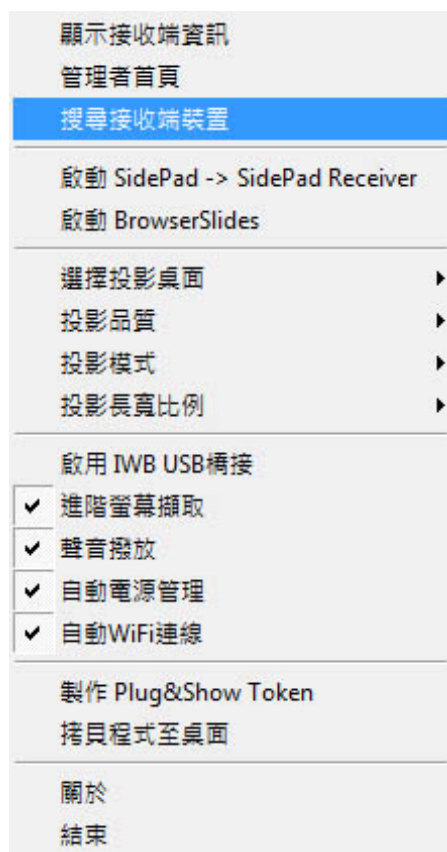 顯示接收端資訊
管理者首頁
搜尋接收端裝置
啟動 SidePad -> SidePad Receiver
啟動 BrowserSlides
選擇投影桌面
投影品質
投影模式
投影長寬比例
啟用 IWB USB橋接
進階螢幕擷取
聲音撥放
自動電源管理
自動WiFi連線
製作 Plug&Show Token
拷貝程式至桌面
關於
結束